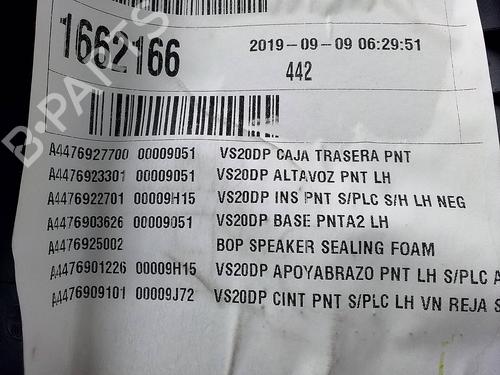 1662166
2019-09-09 06:29:51
442
A4476927700 00009051 VS20DP CAJA TRASERA PNT
A4476923301 00009051 VS20DP ALTAVOZ PNT LH
A4476922701 00009H15 VS20DP INS PNT S/PLC S/H LH NEG
A4476903626 00009051 VS20DP BASE PNTA2 LH
A4476925002 BOP SPEAKER SEALING FOAM
A4476901226 00009H15 VS20DP APOYABRAZO PNT LH S/PLC A
A4476909101 00009J72 VS20DP CINT PNT S/PLC LH VN REJA S
B-PARTS